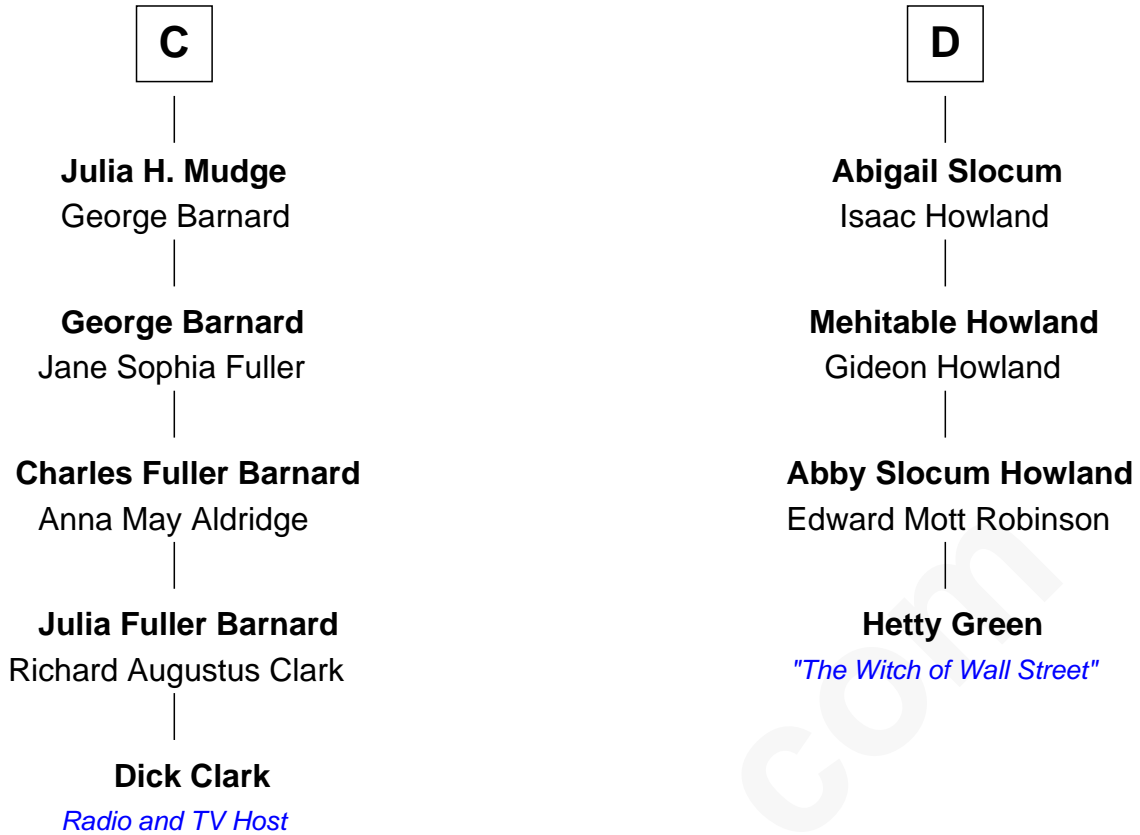 C
Julia H. Mudge
George Barnard
George Barnard
Jane Sophia Fuller
Charles Fuller Barnard
Anna May Aldridge
Julia Fuller Barnard
Richard Augustus Clark
Dick Clark
Radio and TV Host
D
Abigail Slocum
Isaac Howland
Mehitable Howland
Gideon Howland
Abby Slocum Howland
Edward Mott Robinson
Hetty Green
"The Witch of Wall Street"
com